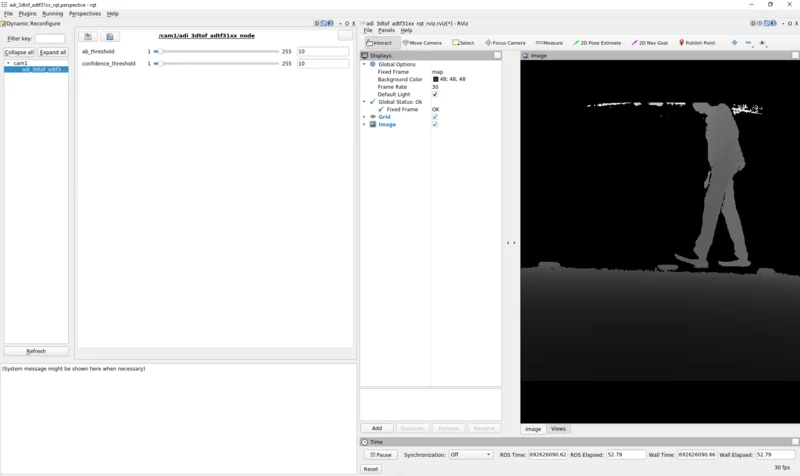 adi_3dtof_adtf31xx_rqt.perspective - rqt
File Plugins Running Perspectives Help
Dynamic Reconfigure
Filter key:
Collapse all Expand all
cam1
adi_3dtof_adtf3...
Refresh
/cam1/adi_3dtof_adtf31xx_node
ab_threshold 1 255 10
confidence_threshold 1 255 10
(System message might be shown here when necessary)
adi_3dtof_adtf31xx_rqt_rviz.rviz[*] - RViz
File Panels Help
Interact Move Camera Select Focus Camera Measure 2D Pose Estimate 2D Nav Goal Publish Point
Displays
Global Options
Fixed Frame map
Background Color 48; 48; 48
Frame Rate 30
Default Light
Global Status: Ok
Fixed Frame OK
Grid
Image
Add Duplicate Remove Rename
Image
Image Views
Time
Pause Synchronization: Off ROS Time: 692626090.62 ROS Elapsed: 52.79 Wall Time: 692626090.66 Wall Elapsed: 52.79
Reset 30 fps